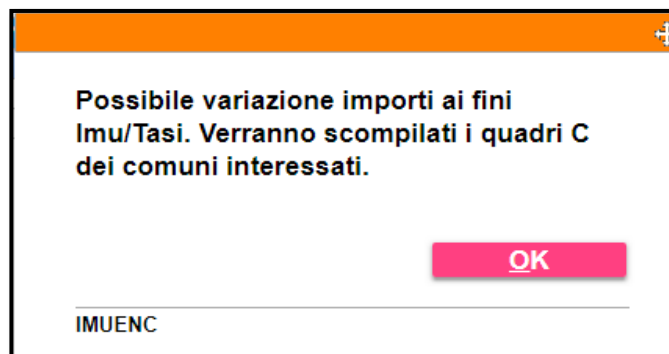 Possibile variazione importi ai fini
Imu/Tasi. Verranno scompilati i quadri C
dei comuni interessati.
OK
IMUENC